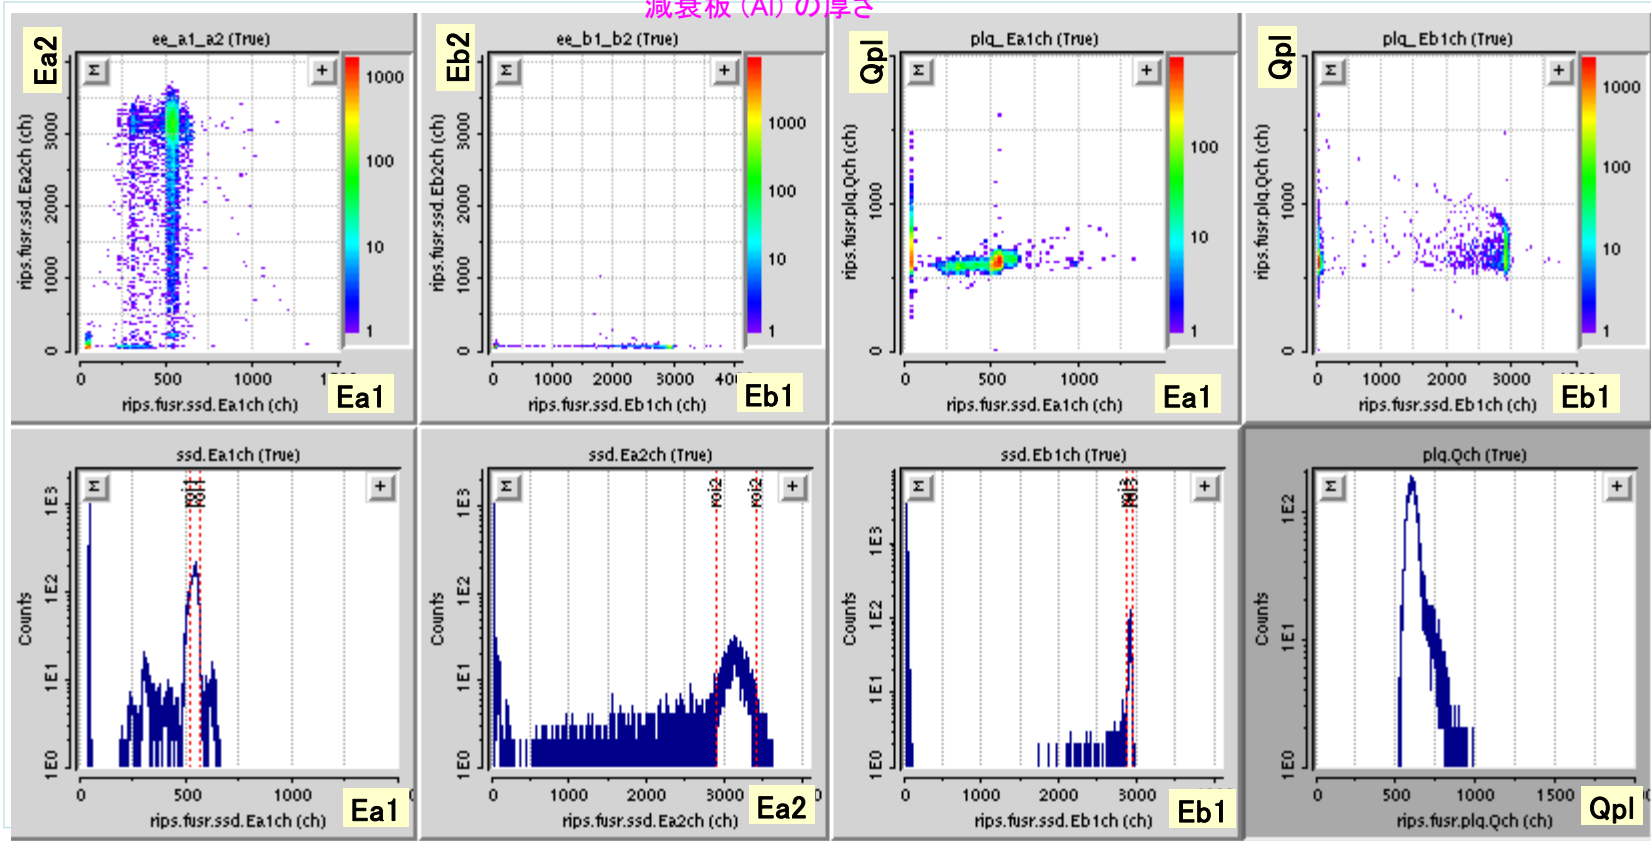 減衰板 (Al) の厚さ
Ea2
ee_a1_a2 (True)
Σ
+
1000
100
10
1
rips.fusr.ssd.Ea2ch (ch)
3000
2000
1000
0
0
500
1000
rips.fusr.ssd.Ea1ch (ch)
Ea1
Eb2
ee_b1_b2 (True)
Σ
+
1000
100
10
1
rips.fusr.ssd.Eb2ch (ch)
3000
2000
1000
0
0
1000
2000
3000
rips.fusr.ssd.Eb1ch (ch)
Eb1
Qpl
plq_Ea1ch (True)
Σ
+
100
10
1
rips.fusr.plq.Qch (ch)
1000
0
0
500
1000
rips.fusr.ssd.Ea1ch (ch)
Ea1
Qpl
plq_Eb1ch (True)
Σ
+
1000
100
10
1
rips.fusr.plq.Qch (ch)
1000
0
0
1000
2000
3000
rips.fusr.ssd.Eb1ch (ch)
Eb1
ssd.Ea1ch (True)
Σ
+
Counts
1E3
1E2
1E1
1E0
0
500
1000
rips.fusr.ssd.Ea1ch (ch)
Ea1
ssd.Ea2ch (True)
Σ
roi2
roi2
+
Counts
1E3
1E2
1E1
1E0
0
1000
2000
3000
rips.fusr.ssd.Ea2ch (ch)
Ea2
ssd.Eb1ch (True)
Σ
+
Counts
1E3
1E2
1E1
1E0
0
1000
2000
3000
rips.fusr.ssd.Eb1ch (ch)
Eb1
plq.Qch (True)
Σ
+
Counts
1E2
1E1
1E0
0
500
1000
1500
rips.fusr.plq.Qch (ch)
Qpl